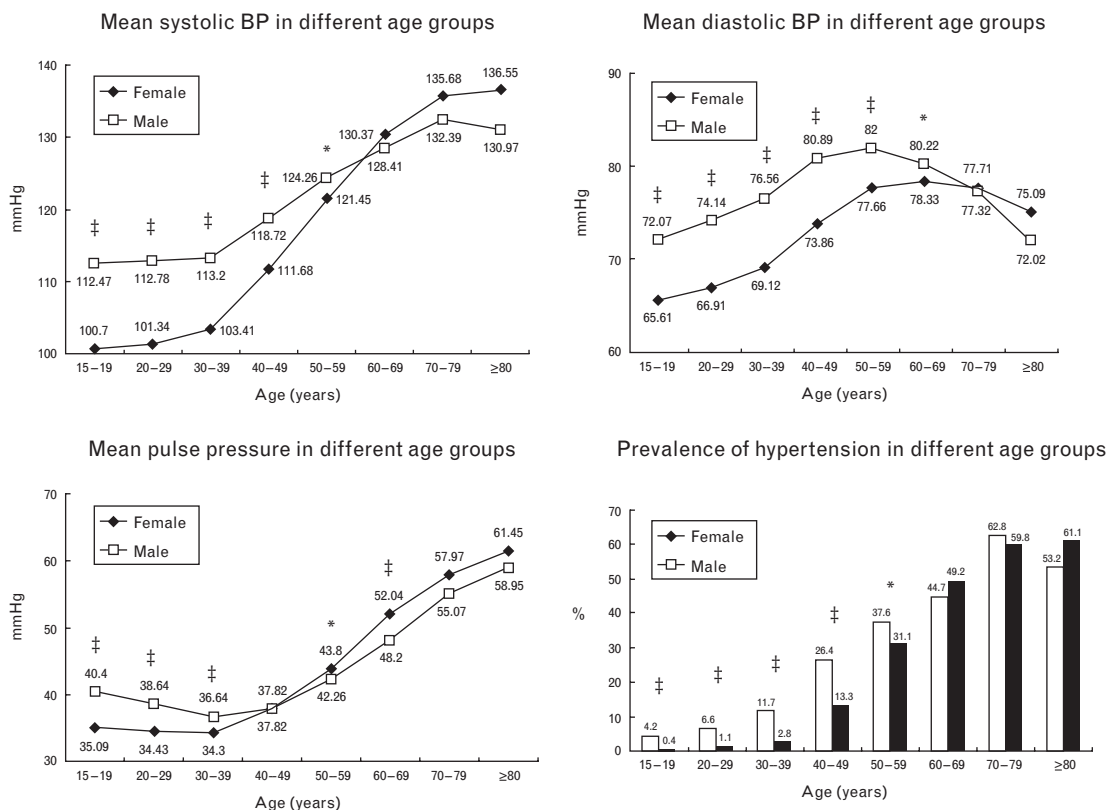 Mean systolic BP in different age groups
140
130
120
110
100
mmHg
Female
Male
‡ ‡ ‡ ‡ *
112.47 112.78 113.2 118.72 124.26 128.41 132.39 130.97
100.7 101.34 103.41 111.68 121.45 130.37 135.68 136.55
15–19 20–29 30–39 40–49 50–59 60–69 70–79 ≥80
Age (years)
Mean diastolic BP in different age groups
90
80
70
60
mmHg
Female
Male
‡ ‡ ‡ ‡ ‡ *
72.07 74.14 76.56 80.89 82 80.22 77.32 72.02
65.61 66.91 69.12 73.86 77.66 78.33 77.71 75.09
15–19 20–29 30–39 40–49 50–59 60–69 70–79 ≥80
Age (years)
Mean pulse pressure in different age groups
70
60
50
40
30
mmHg
Female
Male
‡ ‡ ‡ * ‡
40.4 38.64 36.64 37.82 42.26 48.2 55.07 58.95
35.09 34.43 34.3 37.82 43.8 52.04 57.97 61.45
15–19 20–29 30–39 40–49 50–59 60–69 70–79 ≥80
Age (years)
Prevalence of hypertension in different age groups
70
60
50
40
30
20
10
0
%
Female
Male
‡ ‡ ‡ ‡ *
4.2 0.4 6.6 1.1 11.7 2.8 26.4 13.3 37.6 31.1 44.7 49.2 62.8 59.8 53.2 61.1
15–19 20–29 30–39 40–49 50–59 60–69 70–79 ≥80
Age (years)